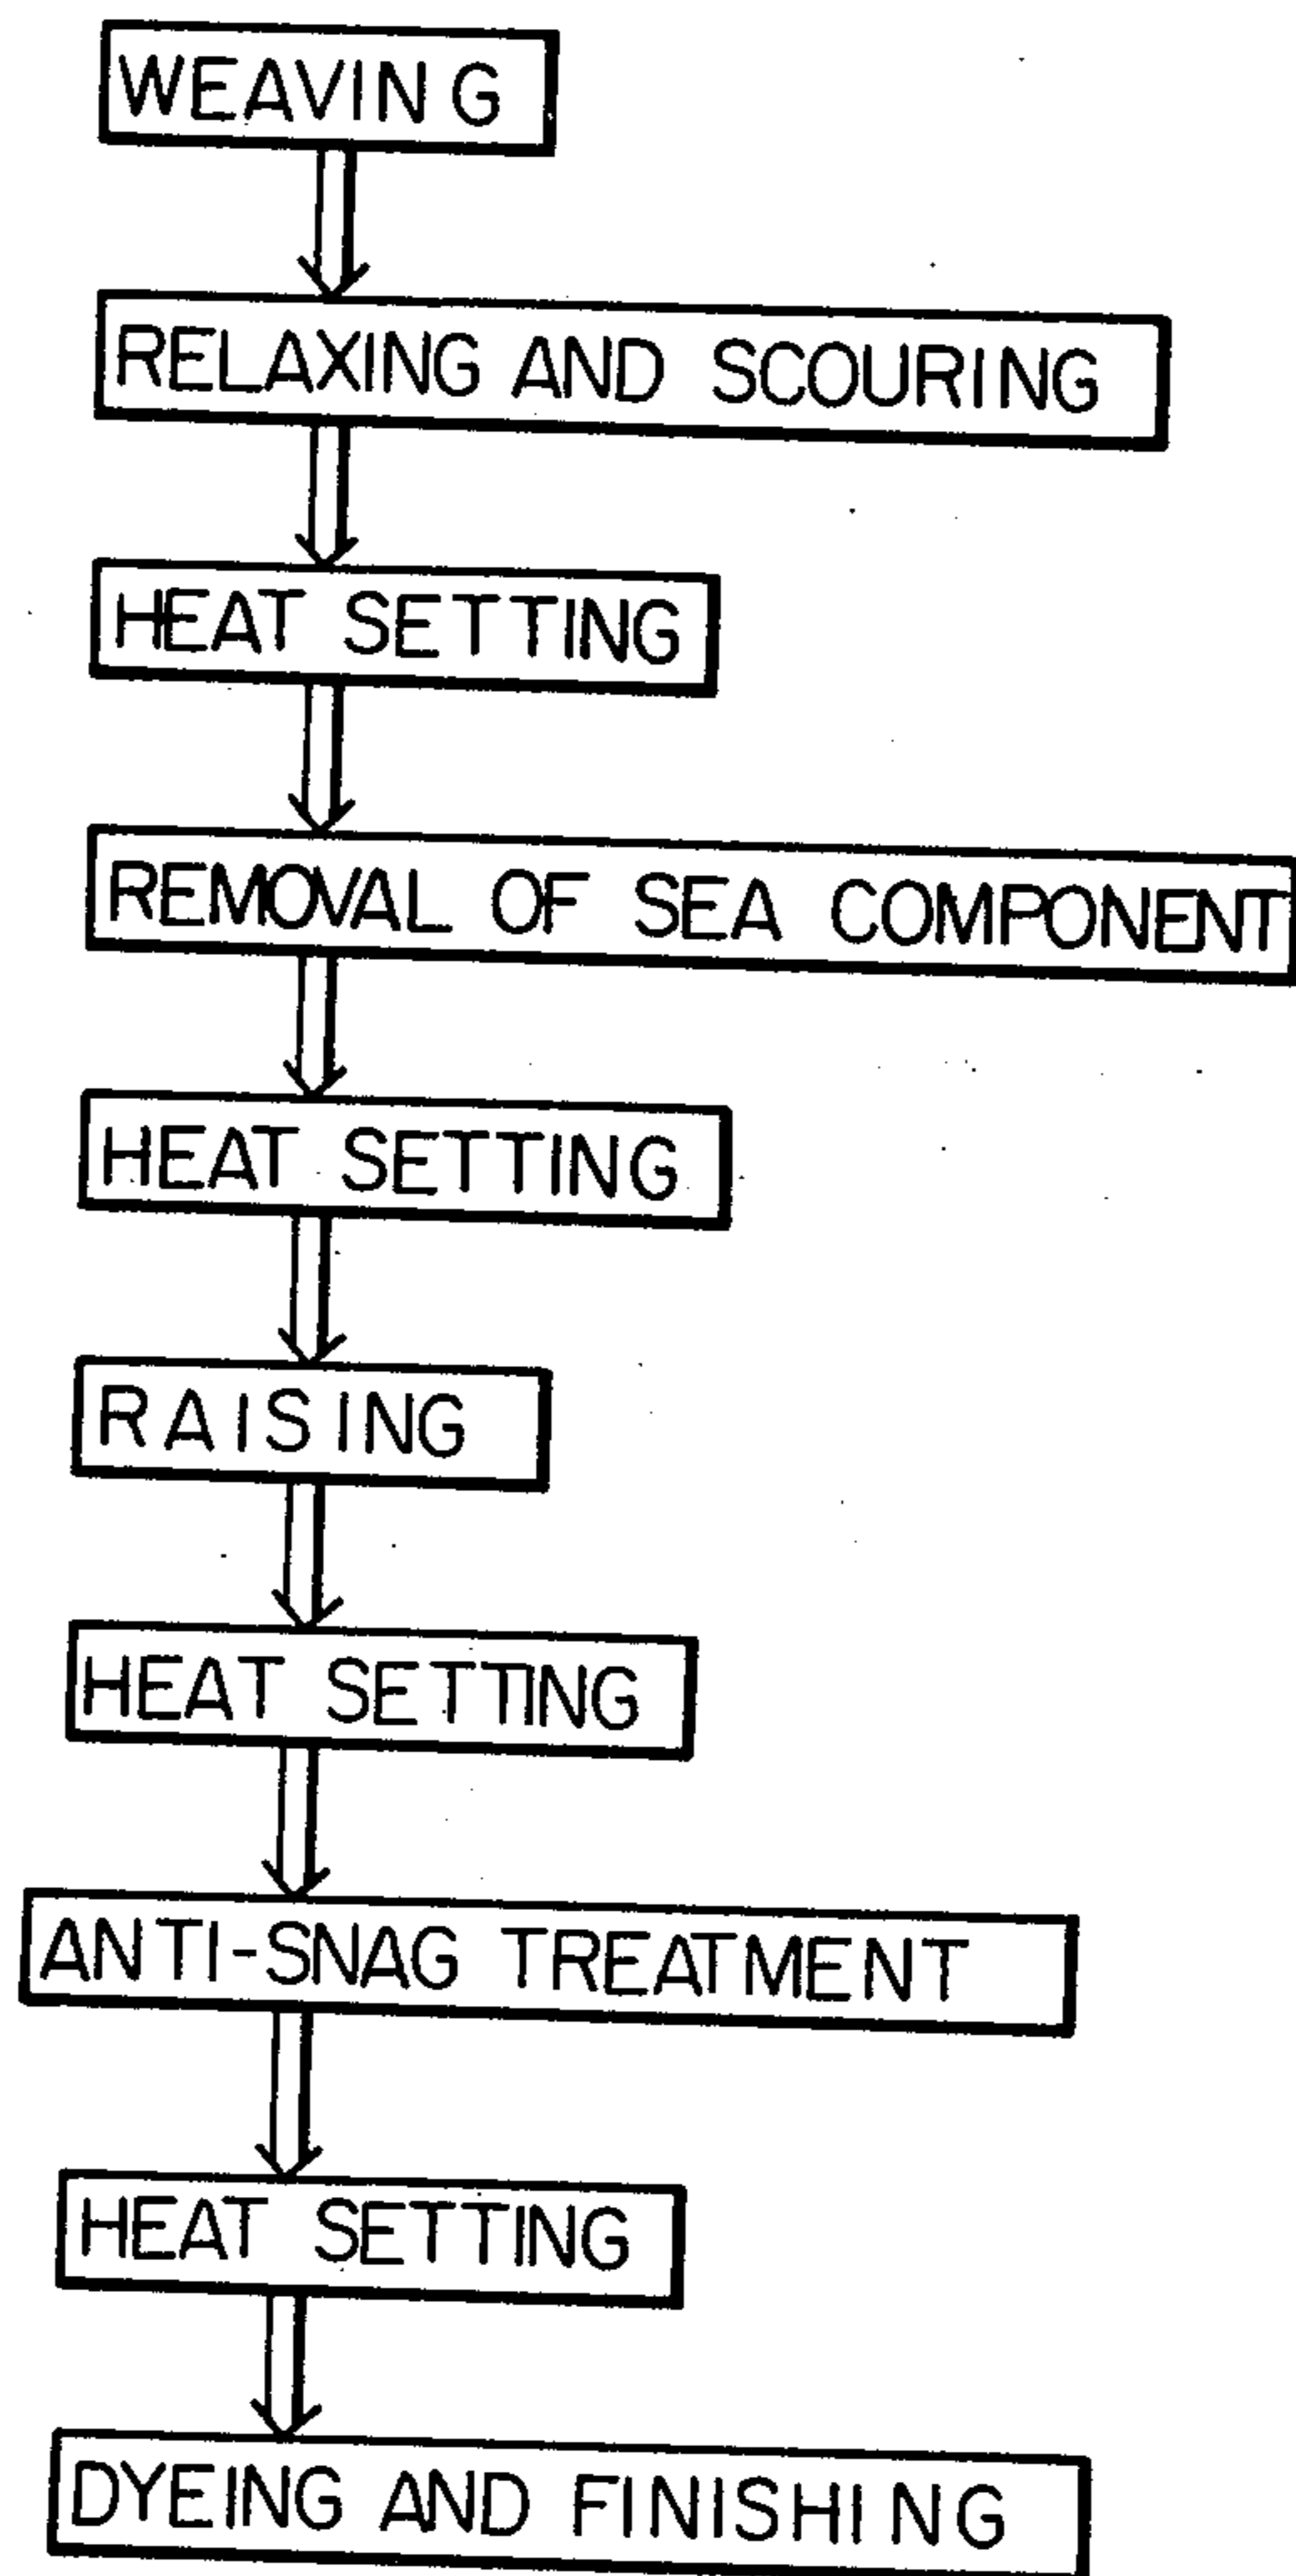 WEAVING
RELAXING AND SCOURING
HEAT SETTING
REMOVAL OF SEA COMPONENT
HEAT SETTING
RAISING
HEAT SETTING
ANTI-SNAG TREATMENT
HEAT SETTING
DYEING AND FINISHING